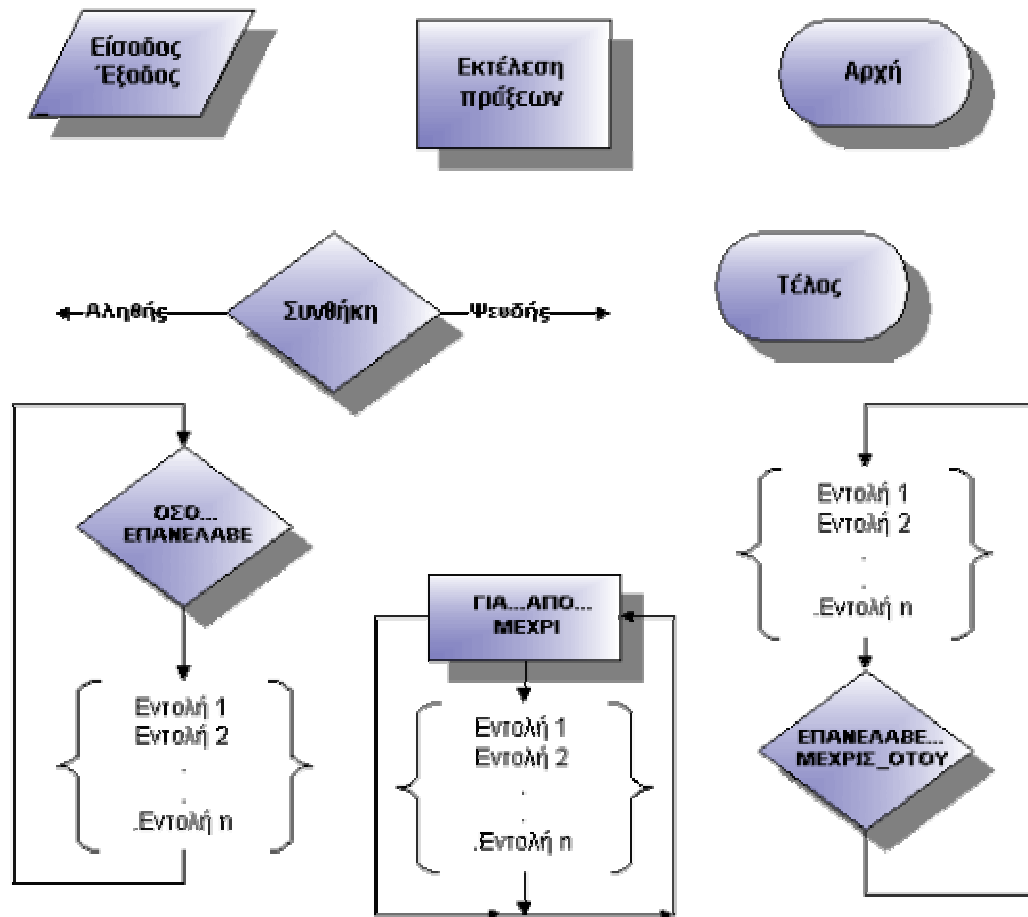 Είσοδος
Έξοδος
Εκτέλεση
πράξεων
Αρχή
Αληθής
Συνθήκη
Ψευδής
Τέλος
ΟΣΟ...
ΕΠΑΝΕΛΑΒΕ
Εντολή 1
Εντολή 2
.
.
.Εντολή n
ΓΙΑ...ΑΠΟ...
ΜΕΧΡΙ
Εντολή 1
Εντολή 2
.
.
.Εντολή n
Εντολή 1
Εντολή 2
.
.
.Εντολή n
ΕΠΑΝΕΛΑΒΕ...
ΜΕΧΡΙΣ_ΟΤΟΥ